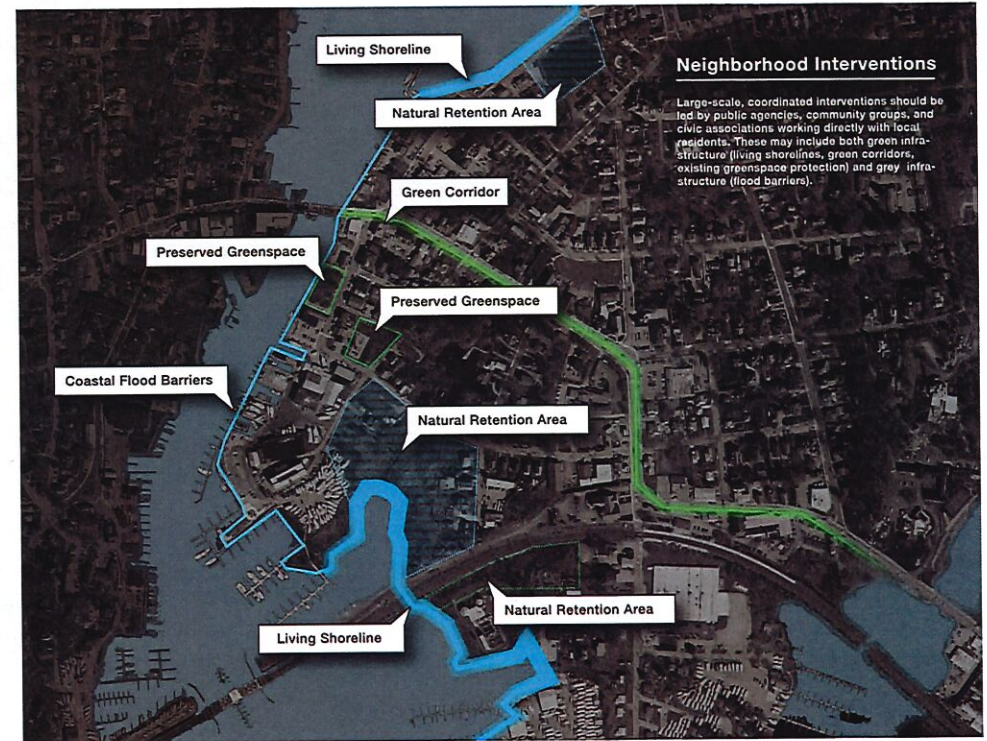 Living Shoreline
Neighborhood Interventions
Large-scale, coordinated interventions should be
led by public agencies, community groups, and
civic associations working directly with local
residents. These may include both green infra-
structure (living shorelines, green corridors,
existing greenspace protection) and grey infra-
structure (flood barriers).
Natural Retention Area
Green Corridor
Preserved Greenspace
Preserved Greenspace
Coastal Flood Barriers
Natural Retention Area
Natural Retention Area
Living Shoreline